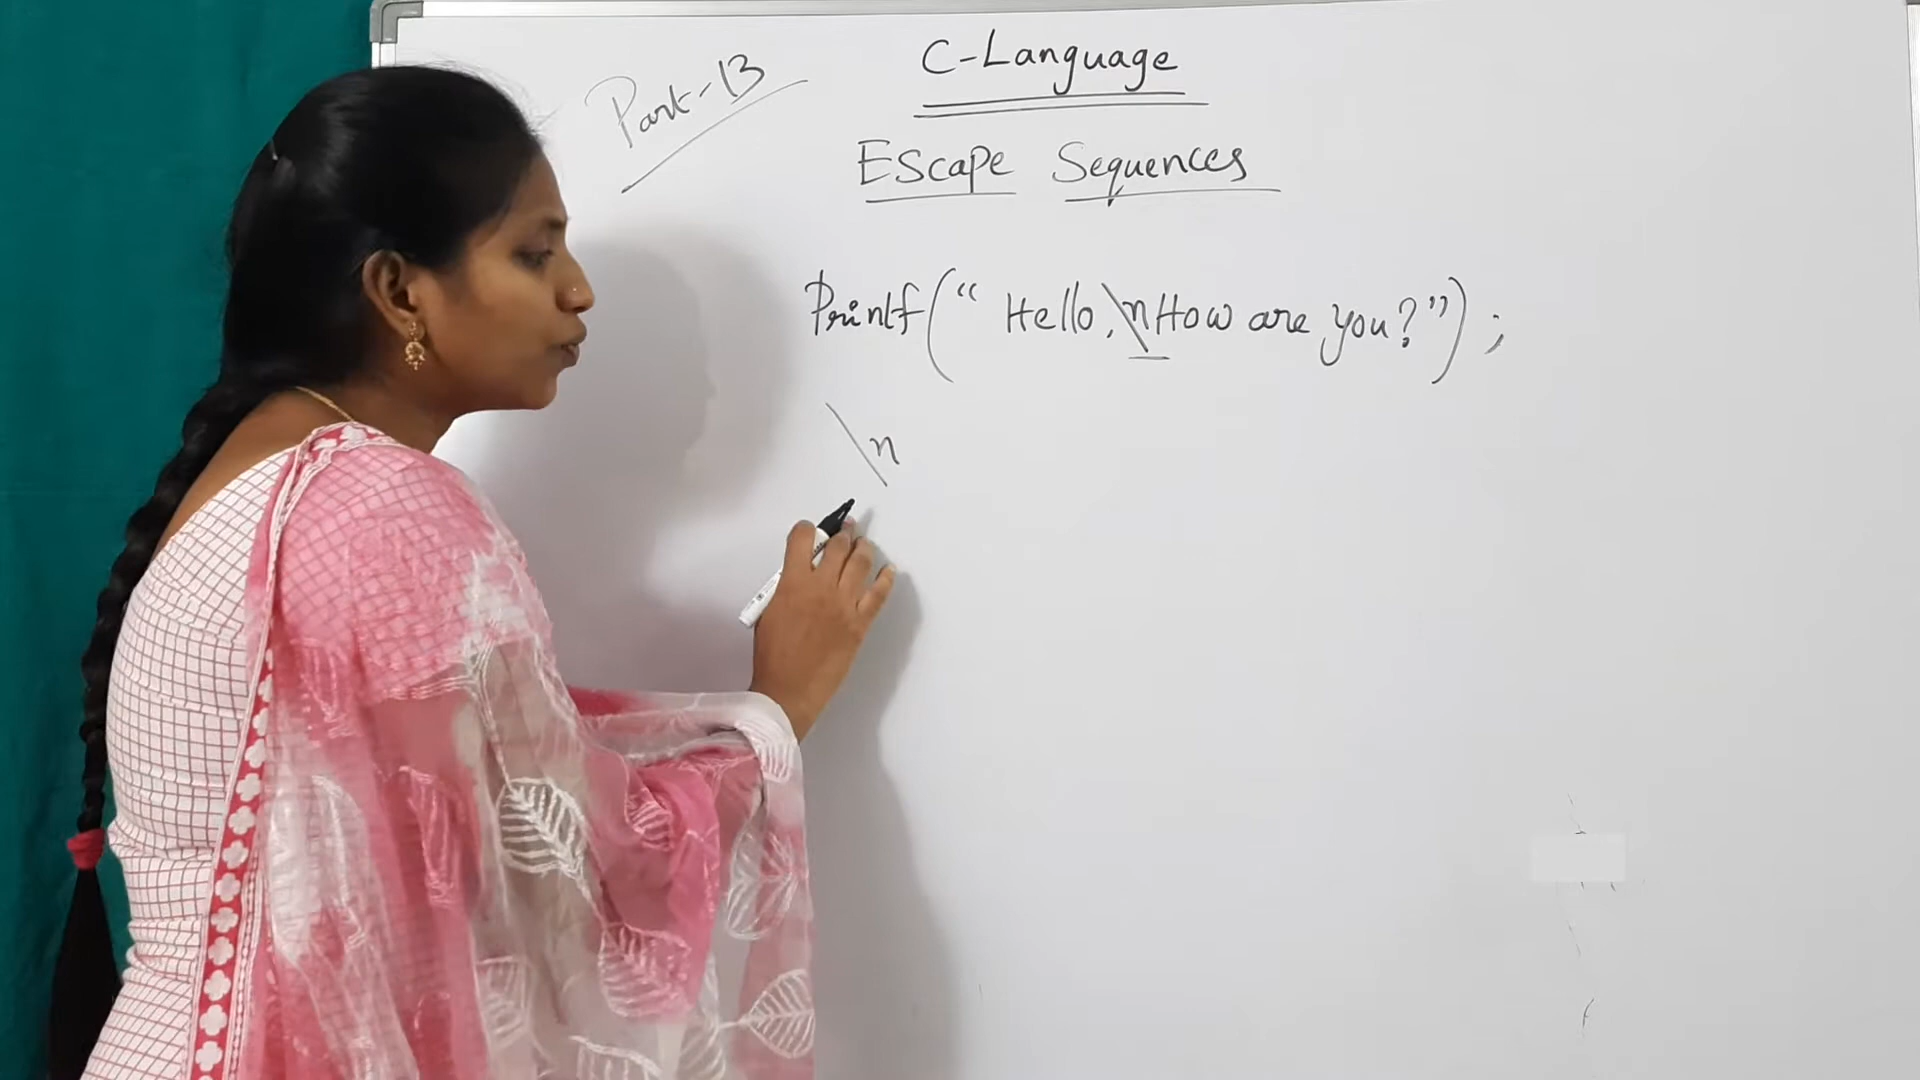 Part-13
C-Language
Escape Sequences
Printf(“ Hello,\nHow are you?”);
\n